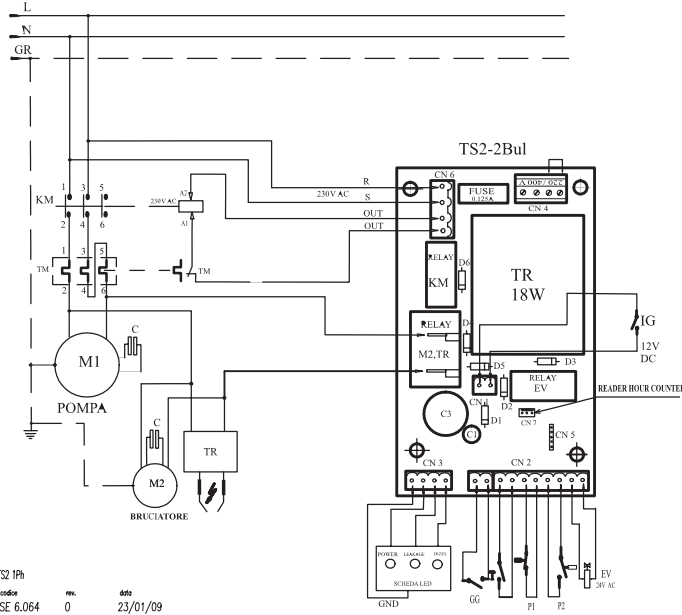 L
N
GR
TS2-2Bul
CN 6
FUSE
0.125A
220/400 V
CN 4
R
230V AC
S
OUT
OUT
1 3 5
KM
2 4 6
A2
230V AC
A1
1 3 5
TM
2 4 6
TM
RELAY
KM
D6
TR
18W
RELAY
M2,TR
D5
D3
IG
12V
DC
RELAY
EV
D2
READER HOUR COUNTER
CN 1
CN 7
C3
C1
D1
CN 5
M1
C
POMPA
C
M2
TR
BRUCIATORE
CN 3
CN 2
POWER LEAKAGE DIZEL
SCHEDA LED
GND
GG
P1
P2
EV
24V AC
TS2 1Ph
codice rev. data
SE 6.064 0 23/01/09